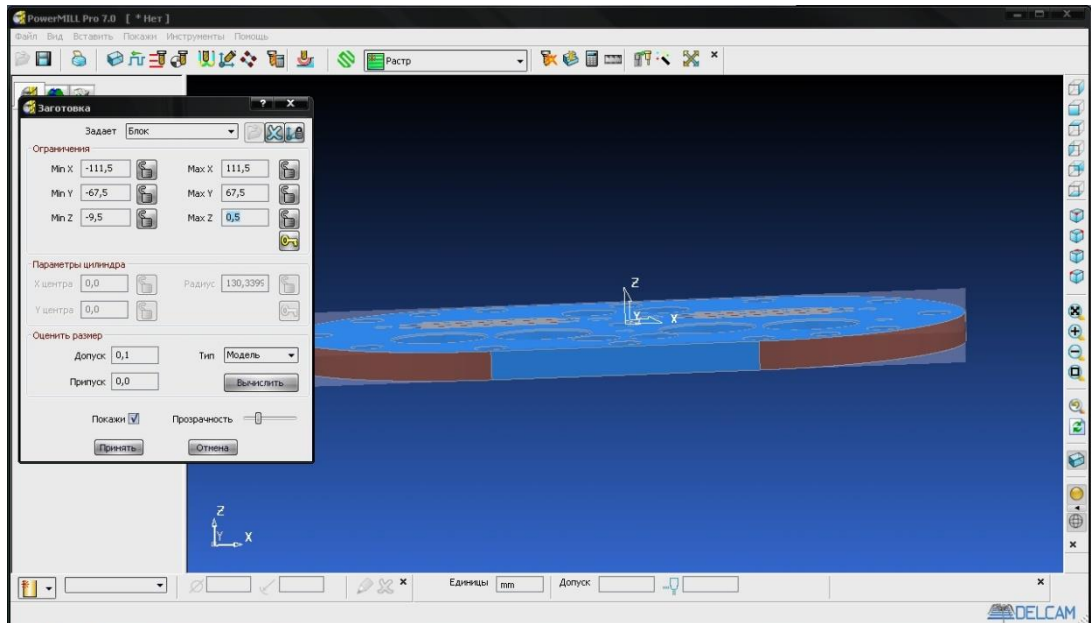 PowerMILL Pro 7.0 [ * Нет ]
Файл Вид Вставить Покажи Инструменты Помощь
Растр
Заготовка
Задает Блок
Ограничения
Min X -111,5 Max X 111,5
Min Y -67,5 Max Y 67,5
Min Z -9,5 Max Z 0,5
Параметры цилиндра
X центра 0,0 Радиус 130,3399
Y центра 0,0
Оценить размер
Допуск 0,1 Тип Модель
Припуск 0,0 Вычислить
Покажи Прозрачность
Принять Отмена
Z
Y X
Z
Y X
Единицы mm Допуск
DELCAM